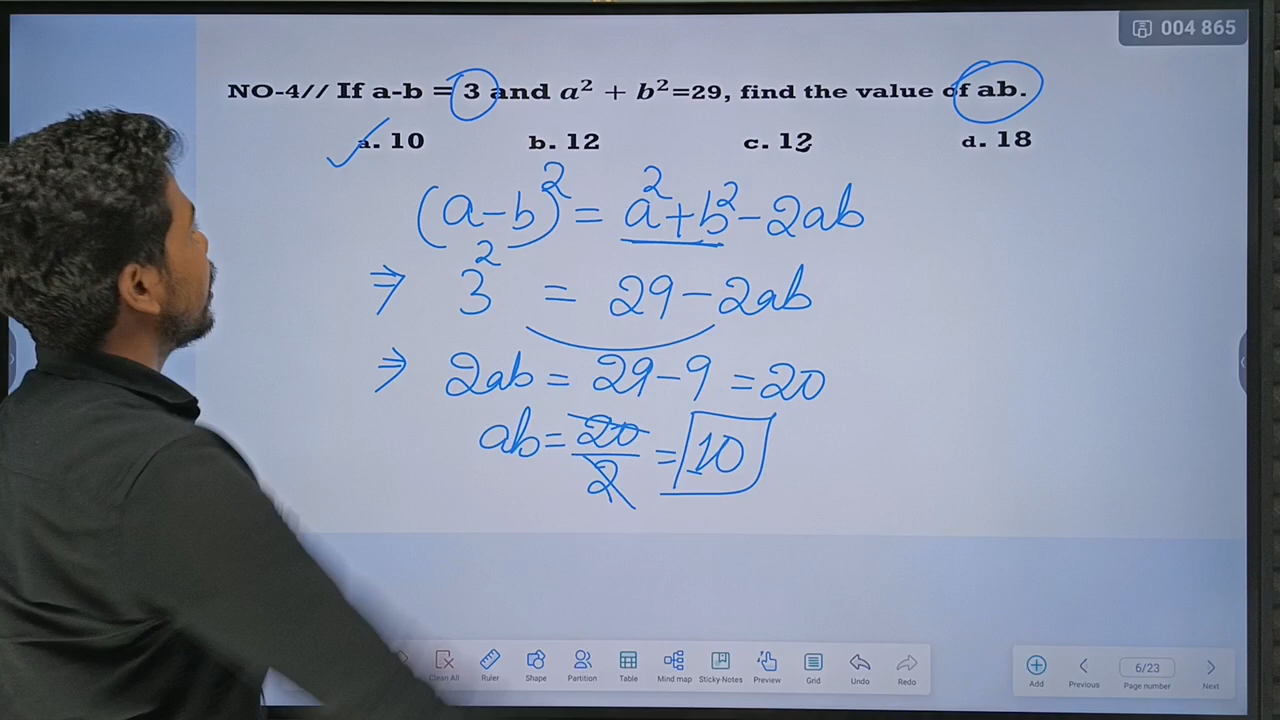 004 865
NO-4// If a-b = 3 and a² + b²=29, find the value of ab.
a. 10 b. 12 c. 12 d. 18
(a-b)² = a²+b²-2ab
⇒ 3² = 29-2ab
⇒ 2ab = 29-9 = 20
ab = 20/2 = 10
Clean All Ruler Shape Partition Table Mind map Sticky Notes Preview Grid Undo Redo
Add Previous 6/23 Page number Next